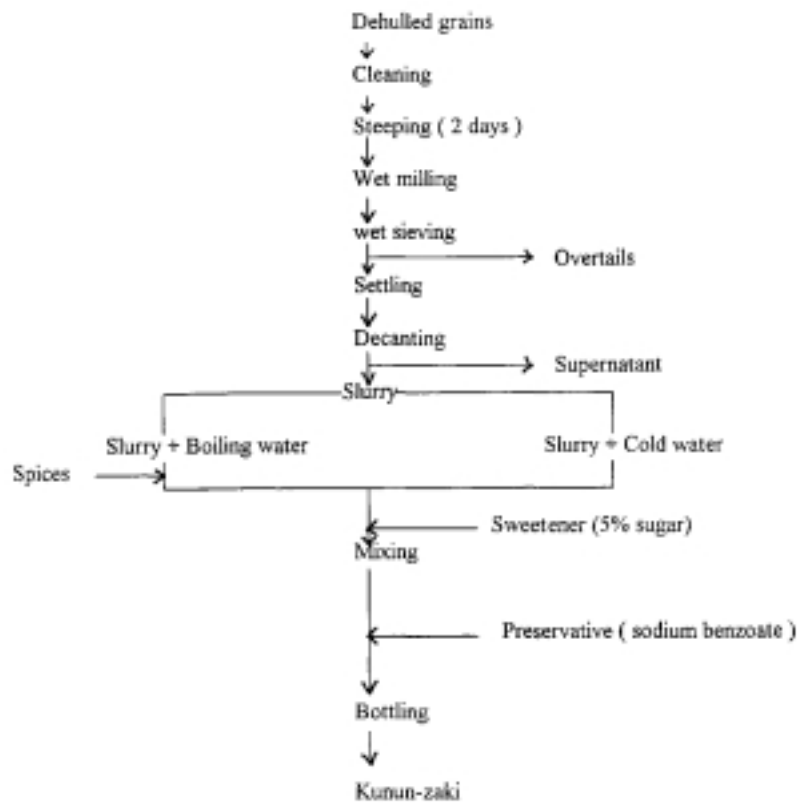 Dehulled grains
Cleaning
Steeping ( 2 days )
Wet milling
wet sieving
Overtails
Settling
Decanting
Supernatant
Slurry
Slurry + Boiling water
Slurry + Cold water
Spices
Sweetener (5% sugar)
Mixing
Preservative ( sodium benzoate )
Bottling
Kunun-zaki